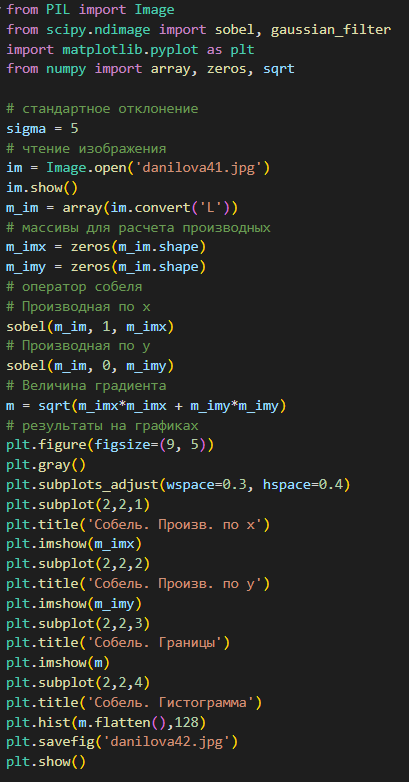 from PIL import Image
from scipy.ndimage import sobel, gaussian_filter
import matplotlib.pyplot as plt
from numpy import array, zeros, sqrt

# стандартное отклонение
sigma = 5
# чтение изображения
im = Image.open('danilova41.jpg')
im.show()
m_im = array(im.convert('L'))
# массивы для расчета производных
m_imx = zeros(m_im.shape)
m_imy = zeros(m_im.shape)
# оператор собеля
# Производная по x
sobel(m_im, 1, m_imx)
# Производная по y
sobel(m_im, 0, m_imy)
# Величина градиента
m = sqrt(m_imx*m_imx + m_imy*m_imy)
# результаты на графиках
plt.figure(figsize=(9, 5))
plt.gray()
plt.subplots_adjust(wspace=0.3, hspace=0.4)
plt.subplot(2,2,1)
plt.title('Собель. Произв. по x')
plt.imshow(m_imx)
plt.subplot(2,2,2)
plt.title('Собель. Произв. по y')
plt.imshow(m_imy)
plt.subplot(2,2,3)
plt.title('Собель. Границы')
plt.imshow(m)
plt.subplot(2,2,4)
plt.title('Собель. Гистограмма')
plt.hist(m.flatten(),128)
plt.savefig('danilova42.jpg')
plt.show()